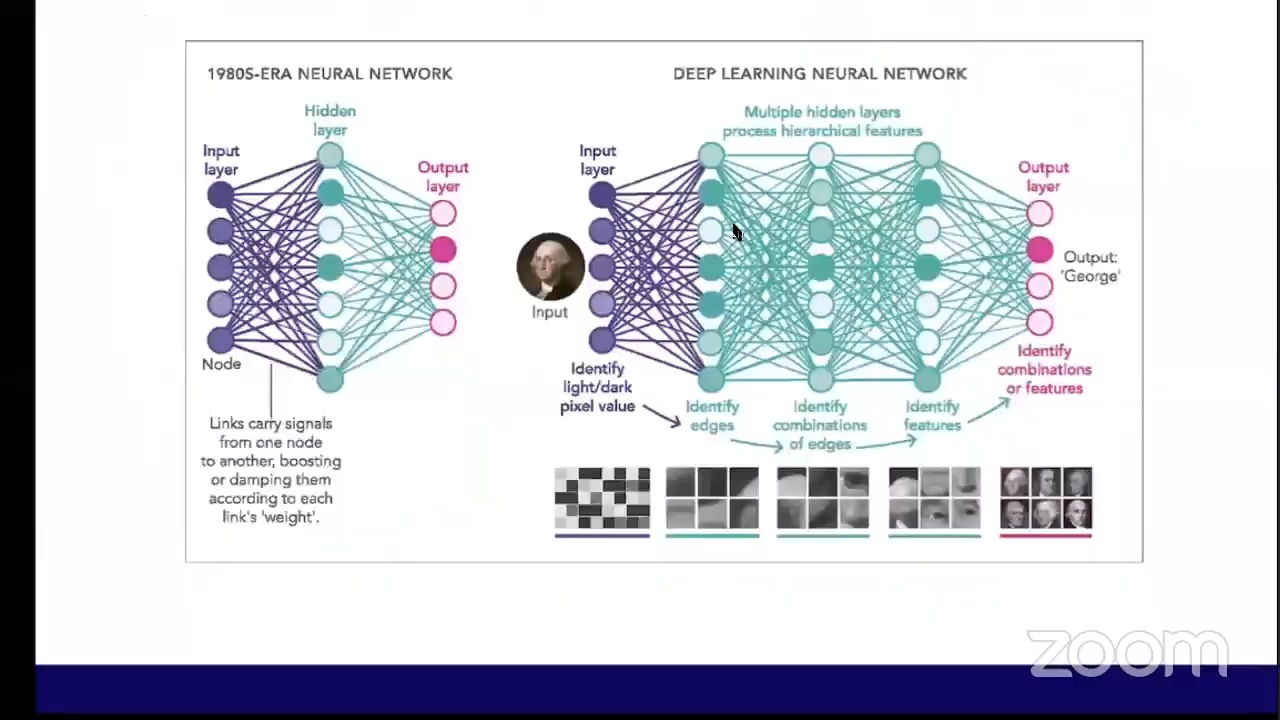 1980S-ERA NEURAL NETWORK
Hidden
layer
Input
layer
Output
layer
Node
Links carry signals
from one node
to another, boosting
or damping them
according to each
link's 'weight'.
DEEP LEARNING NEURAL NETWORK
Multiple hidden layers
process hierarchical features
Input
layer
Output
layer
Input
Output:
'George'
Identify
light/dark
pixel value
Identify
edges
Identify
combinations
of edges
Identify
features
Identify
combinations
or features
zoom